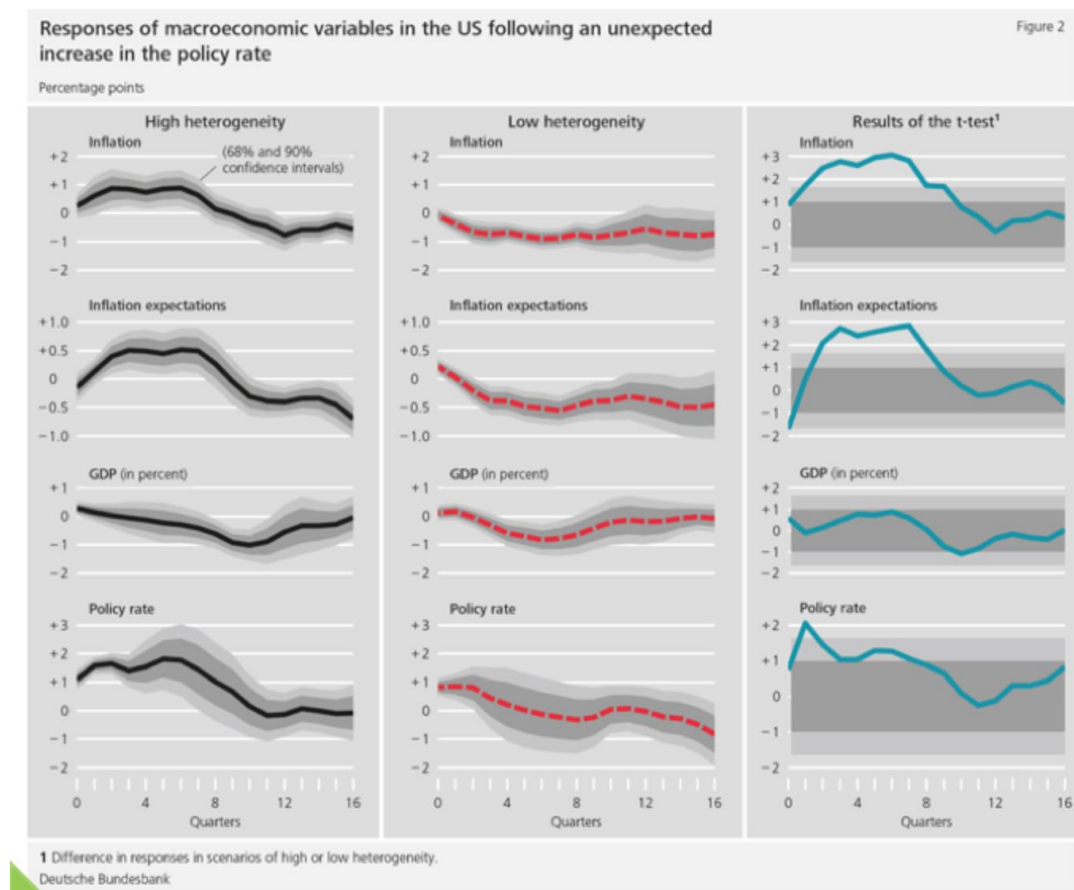 Responses of macroeconomic variables in the US following an unexpected
increase in the policy rate
Figure 2
Percentage points
High heterogeneity
Inflation
(68% and 90%
confidence intervals)
+2
+1
0
−1
−2
Inflation expectations
+1.0
+0.5
0
−0.5
−1.0
GDP (in percent)
+1
0
−1
−2
Policy rate
+3
+2
+1
0
−1
−2
0 4 8 12 16
Quarters
Low heterogeneity
Inflation
+2
+1
0
−1
−2
Inflation expectations
+1.0
+0.5
0
−0.5
−1.0
GDP (in percent)
+1
0
−1
−2
Policy rate
+3
+2
+1
0
−1
−2
0 4 8 12 16
Quarters
Results of the t-test¹
Inflation
+3
+2
+1
0
−1
−2
Inflation expectations
+3
+2
+1
0
−1
−2
GDP (in percent)
+2
+1
0
−1
−2
Policy rate
+2
+1
0
−1
−2
0 4 8 12 16
Quarters
1 Difference in responses in scenarios of high or low heterogeneity.
Deutsche Bundesbank